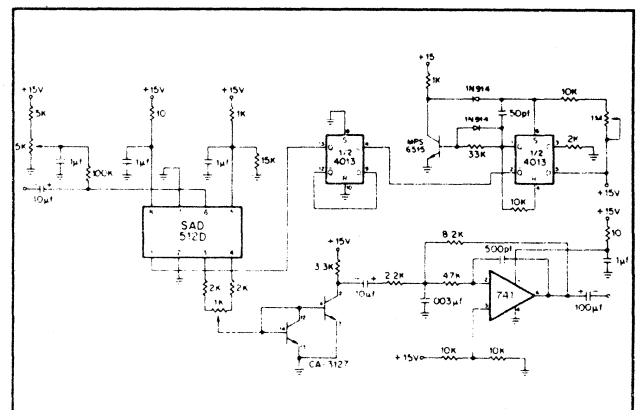 +15
+15V
+15V
+15V
1K
1N914
50pf
10K
5K
10
1K
1N914
1M
5K
1µf
1µf
1µf
15K
1/2
4013
MPS
6515
33K
1/2
4013
2K
100K
10µf
10K
+15V
+15V
SAD
512D
8.2K
10
+15V
500pf
3.3K
2K
2K
2.2K
47K
1µf
1K
10µf
.003µf
741
100µf
CA-3127
+15V
10K
10K